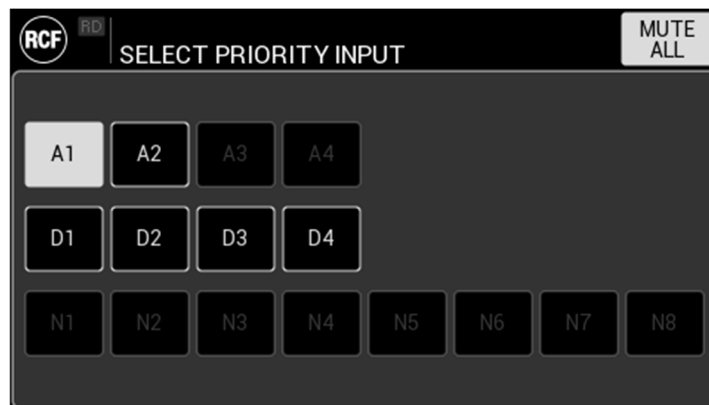 RCF RD
SELECT PRIORITY INPUT
MUTE
ALL
A1 A2 A3 A4
D1 D2 D3 D4
N1 N2 N3 N4 N5 N6 N7 N8